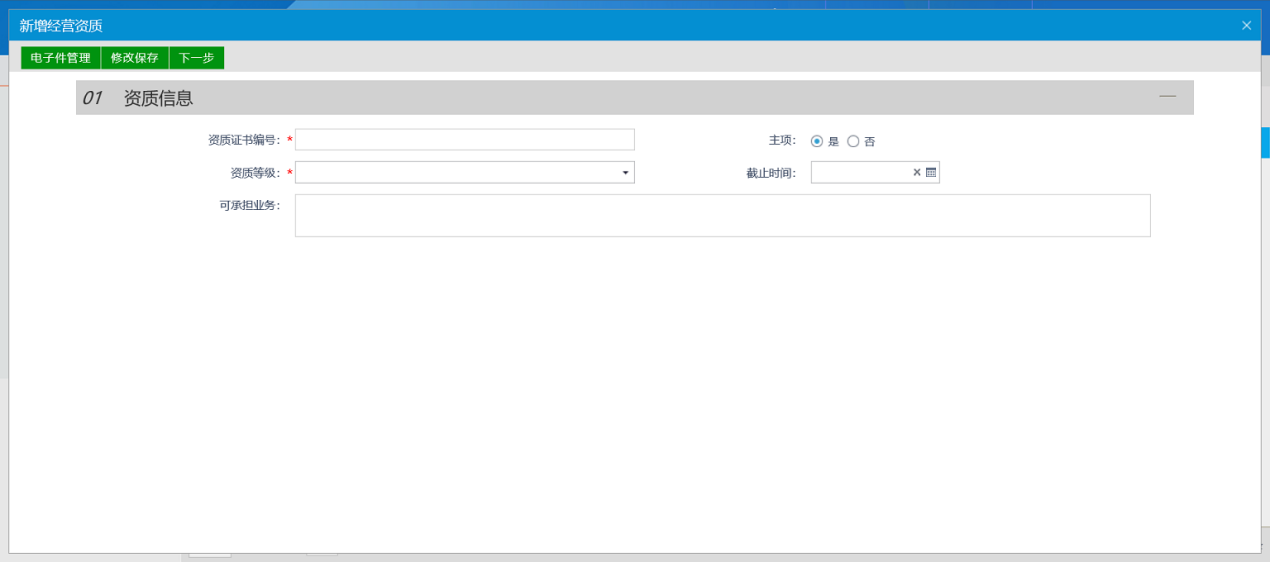 新增经营资质
电子件管理 修改保存 下一步
01 资质信息
资质证书编号: * 主项: 是 否
资质等级: * 截止时间:
可承担业务: